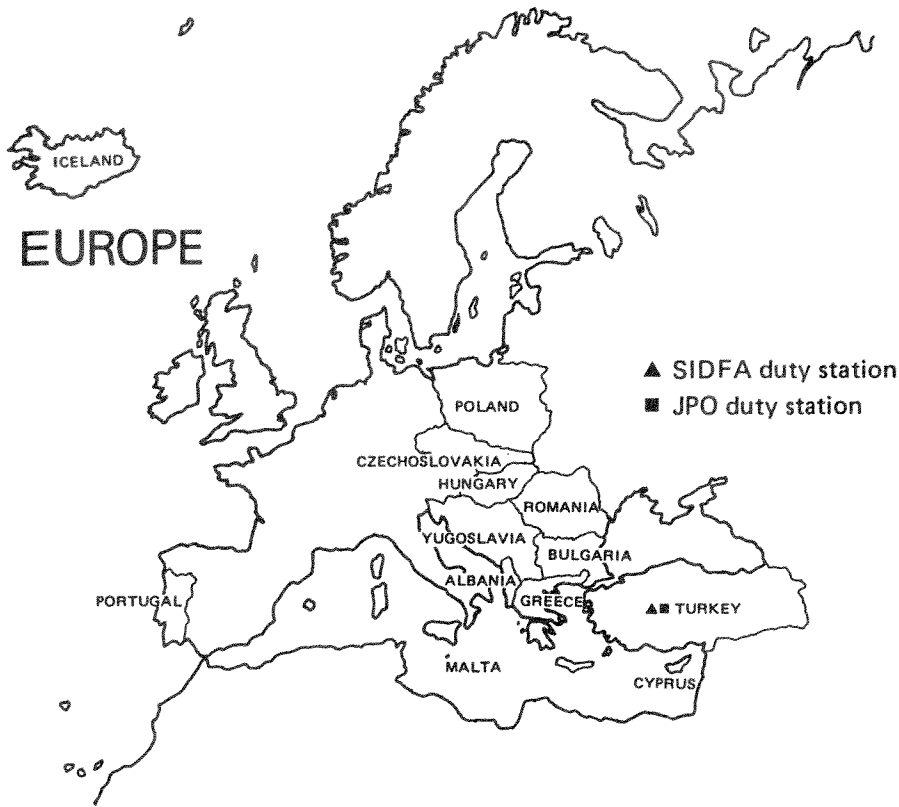 ICELAND
EUROPE
▲ SIDFA duty station
■ JPO duty station
POLAND
CZECHOSLOVAKIA
HUNGARY
ROMANIA
YUGOSLAVIA
BULGARIA
ALBANIA
PORTUGAL
GREECE
▲■ TURKEY
MALTA
CYPRUS